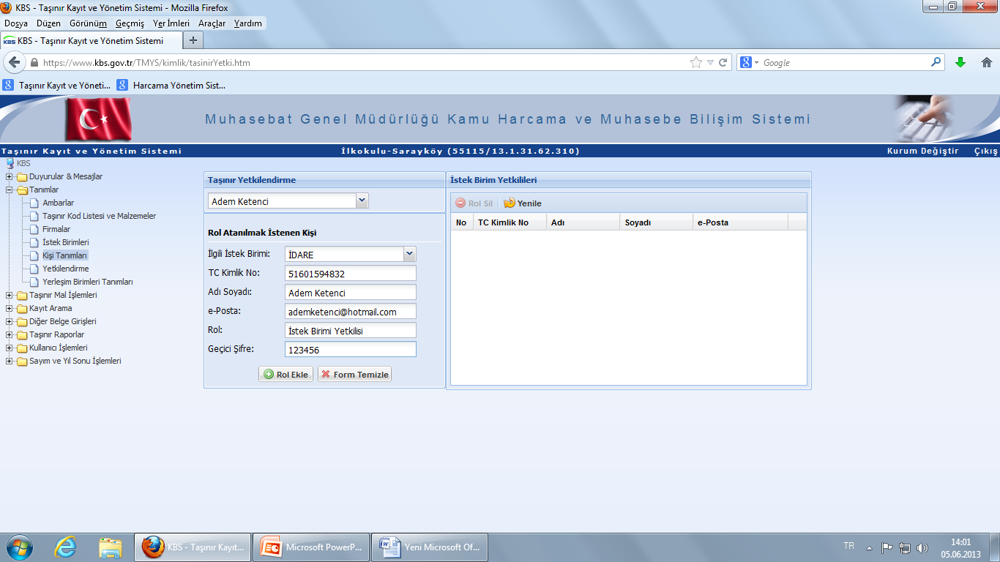 KBS - Taşınır Kayıt ve Yönetim Sistemi - Mozilla Firefox
Dosya Düzen Görünüm Geçmiş Yer İmleri Araçlar Yardım
KBS KBS - Taşınır Kayıt ve Yönetim Sistemi +
https://www.kbs.gov.tr/TMYS/kimlik/tasinirYetki.htm Google
Taşınır Kayıt ve Yöneti... Harcama Yönetim Sist...
Muhasebat Genel Müdürlüğü Kamu Harcama ve Muhasebe Bilişim Sistemi
Taşınır Kayıt ve Yönetim Sistemi İlkokulu-Sarayköy (55115/13.1.31.62.310) Kurum Değiştir Çıkış
KBS
Duyurular & Mesajlar
Tanımlar
Ambarlar
Taşınır Kod Listesi ve Malzemeler
Firmalar
İstek Birimleri
Kişi Tanımları
Yetkilendirme
Yerleşim Birimleri Tanımları
Taşınır Mal İşlemleri
Kayıt Arama
Diğer Belge Girişleri
Taşınır Raporlar
Kullanıcı İşlemleri
Sayım ve Yıl Sonu İşlemleri
Taşınır Yetkilendirme
Adem Ketenci
Rol Atanılmak İstenen Kişi
İlgili İstek Birimi: İDARE
TC Kimlik No: 51601594832
Adı Soyadı: Adem Ketenci
e-Posta: ademketenci@hotmail.com
Rol: İstek Birimi Yetkilisi
Geçici Şifre: 123456
Rol Ekle Form Temizle
İstek Birim Yetkilileri
Rol Sil Yenile
No TC Kimlik No Adı Soyadı e-Posta
KBS - Taşınır Kayıt... Microsoft PowerP... Yeni Microsoft Of... TR 14:01
05.06.2013